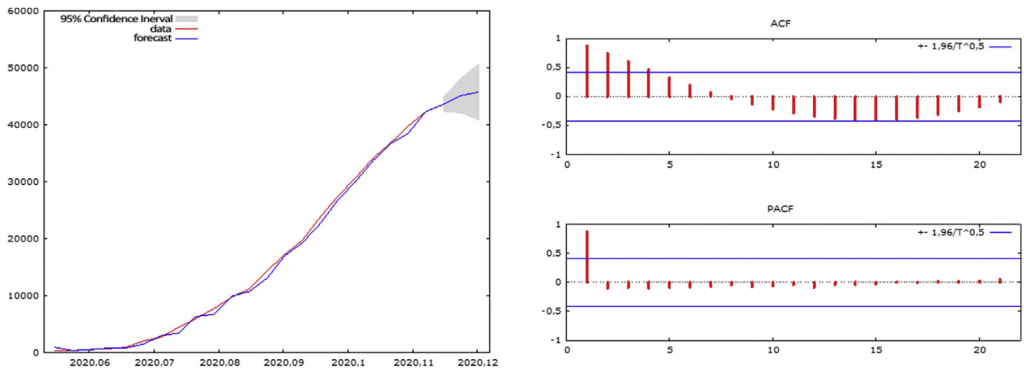 60000
50000
40000
30000
20000
10000
0
95% Confidence Inerval
data
forecast
2020,06 2020,07 2020,08 2020,09 2020,1 2020,11 2020,12
ACF
+- 1,96/T^0,5
1
0,5
0
-0,5
-1
0 5 10 15 20
PACF
+- 1,96/T^0,5
1
0,5
0
-0,5
-1
0 5 10 15 20